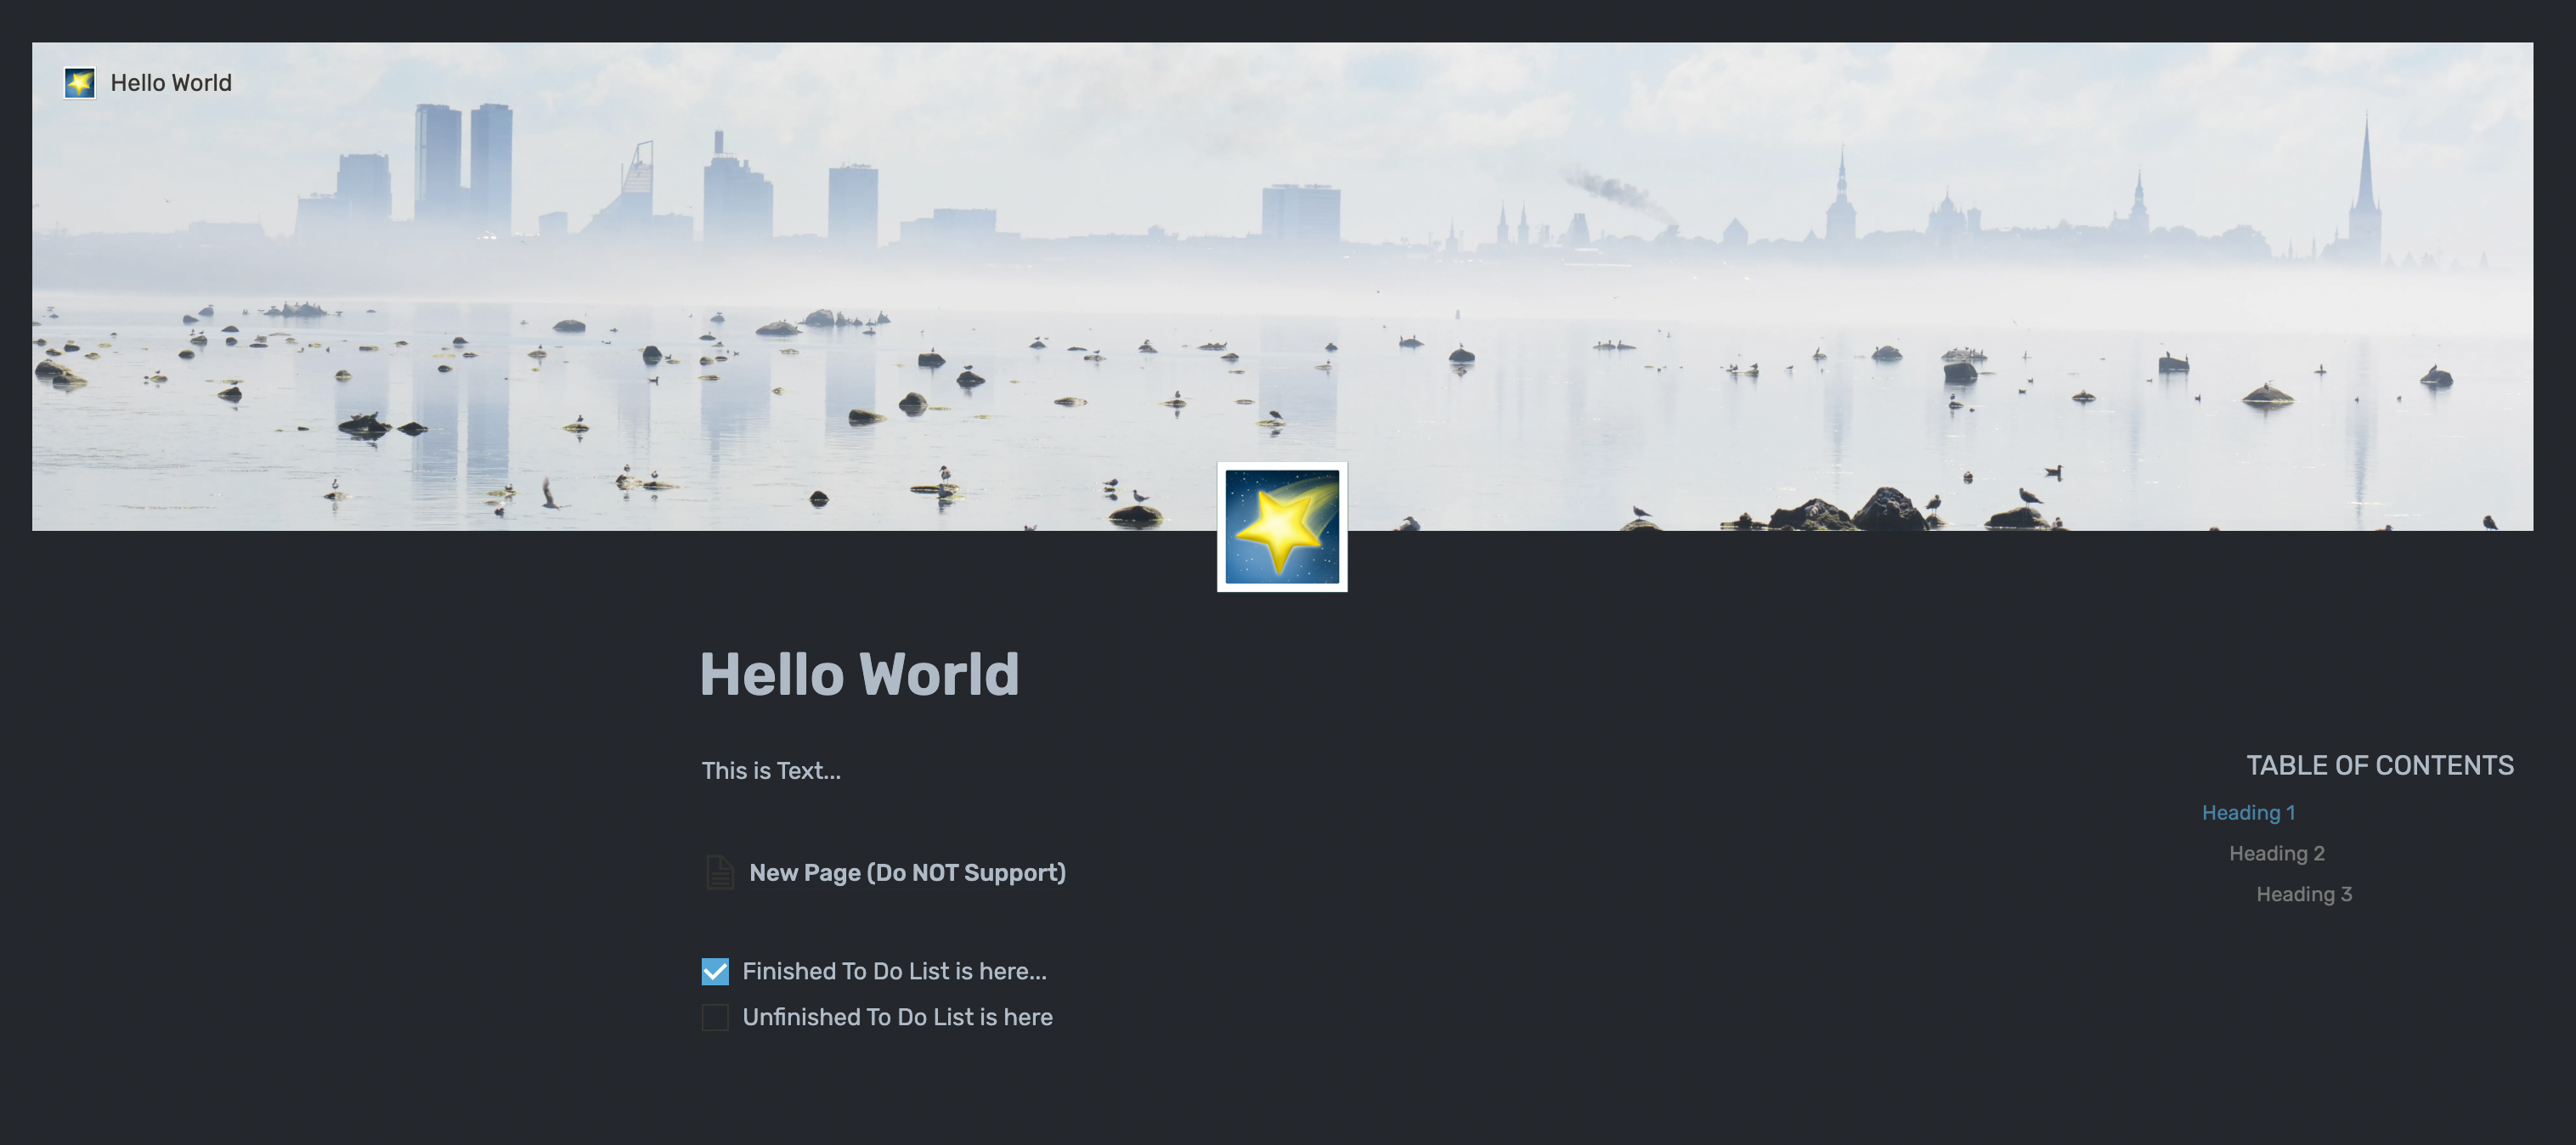 Hello World
Hello World
This is Text...
New Page (Do NOT Support)
Finished To Do List is here...
Unfinished To Do List is here
TABLE OF CONTENTS
Heading 1
Heading 2
Heading 3